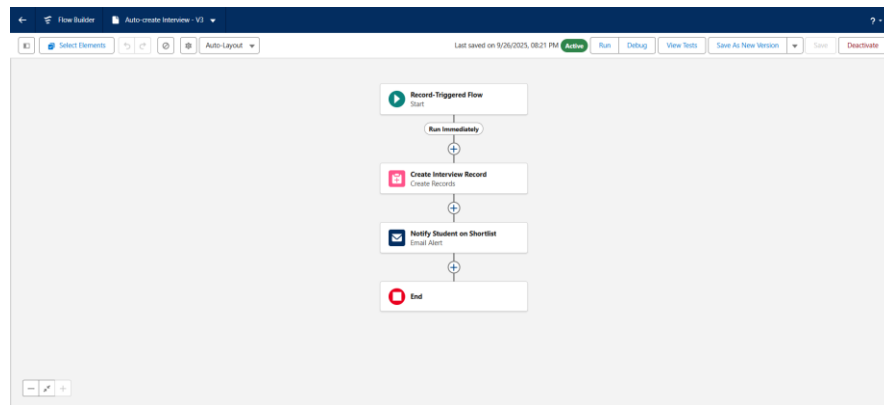 Flow Builder
Auto-create Interview - V3
?
Select Elements
Auto-Layout
Last saved on 9/26/2025, 08:21 PM
Active
Run
Debug
View Tests
Save As New Version
Save
Deactivate
Record-Triggered Flow
Start
Run Immediately
Create Interview Record
Create Records
Notify Student on Shortlist
Email Alert
End